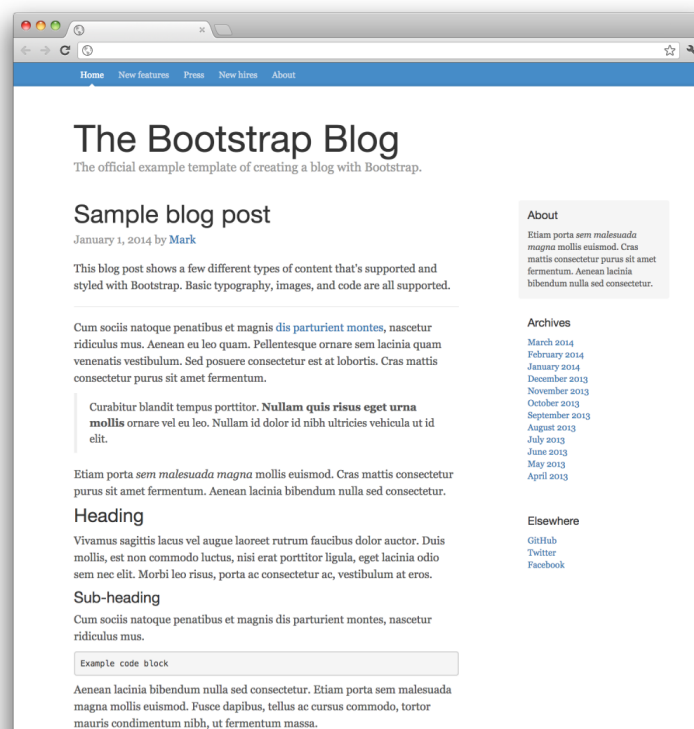 Home New features Press New hires About
The Bootstrap Blog
The official example template of creating a blog with Bootstrap.
Sample blog post
January 1, 2014 by Mark
This blog post shows a few different types of content that's supported and
styled with Bootstrap. Basic typography, images, and code are all supported.
Cum sociis natoque penatibus et magnis dis parturient montes, nascetur
ridiculus mus. Aenean eu leo quam. Pellentesque ornare sem lacinia quam
venenatis vestibulum. Sed posuere consectetur est at lobortis. Cras mattis
consectetur purus sit amet fermentum.
Curabitur blandit tempus porttitor. Nullam quis risus eget urna
mollis ornare vel eu leo. Nullam id dolor id nibh ultricies vehicula ut id
elit.
Etiam porta sem malesuada magna mollis euismod. Cras mattis consectetur
purus sit amet fermentum. Aenean lacinia bibendum nulla sed consectetur.
Heading
Vivamus sagittis lacus vel augue laoreet rutrum faucibus dolor auctor. Duis
mollis, est non commodo luctus, nisi erat porttitor ligula, eget lacinia odio
sem nec elit. Morbi leo risus, porta ac consectetur ac, vestibulum at eros.
Sub-heading
Cum sociis natoque penatibus et magnis dis parturient montes, nascetur
ridiculus mus.
Example code block
Aenean lacinia bibendum nulla sed consectetur. Etiam porta sem malesuada
magna mollis euismod. Fusce dapibus, tellus ac cursus commodo, tortor
mauris condimentum nibh, ut fermentum massa.
About
Etiam porta sem malesuada
magna mollis euismod. Cras
mattis consectetur purus sit amet
fermentum. Aenean lacinia
bibendum nulla sed consectetur.
Archives
March 2014
February 2014
January 2014
December 2013
November 2013
October 2013
September 2013
August 2013
July 2013
June 2013
May 2013
April 2013
Elsewhere
GitHub
Twitter
Facebook